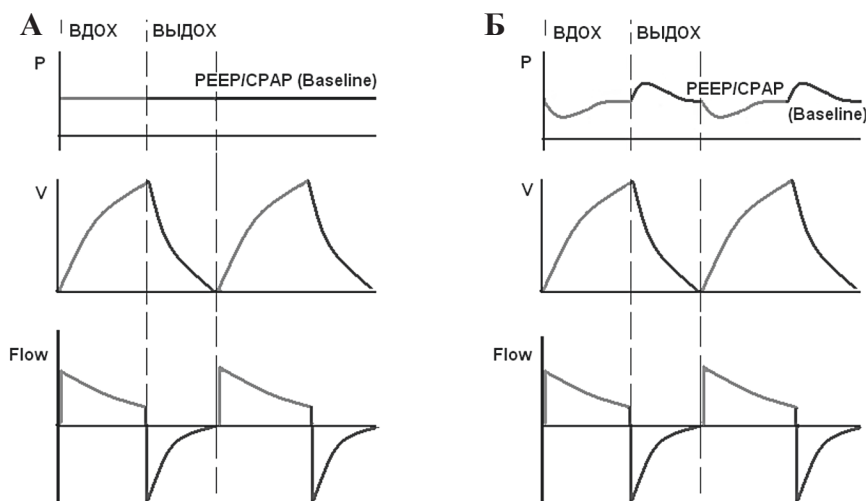 А
ВДОХ ВЫДОХ
P
PEEP/CPAP (Baseline)
V
Flow
Б
ВДОХ ВЫДОХ
P
PEEP/CPAP
(Baseline)
V
Flow